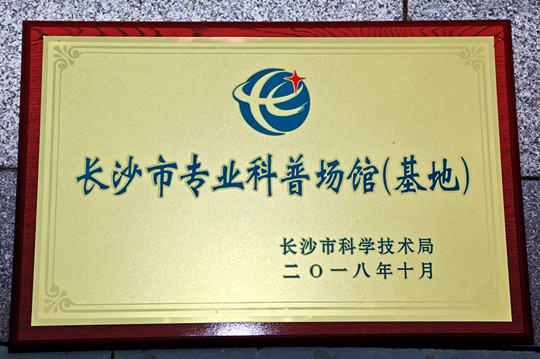 长沙市专业科普场馆(基地)
长沙市科学技术局
二〇一八年十月